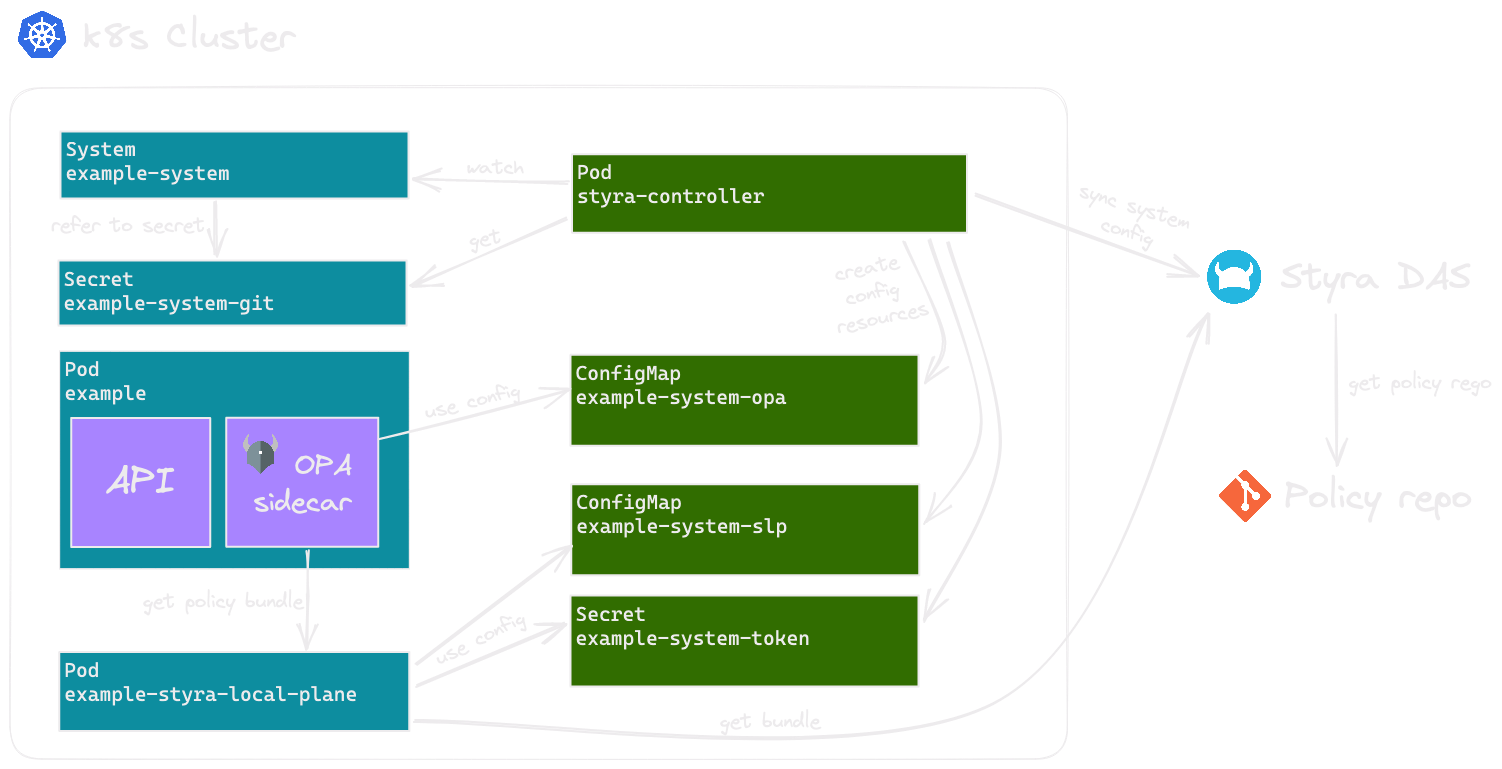 k8s Cluster
System
example-system
watch
Pod
styra-controller
refer to secret
get
sync system
config
Secret
example-system-git
create
config
resources
Styra DAS
Pod
example
API
OPA
sidecar
use config
ConfigMap
example-system-opa
get policy rego
ConfigMap
example-system-slp
Policy repo
get policy bundle
use config
Secret
example-system-token
Pod
example-styra-local-plane
get bundle